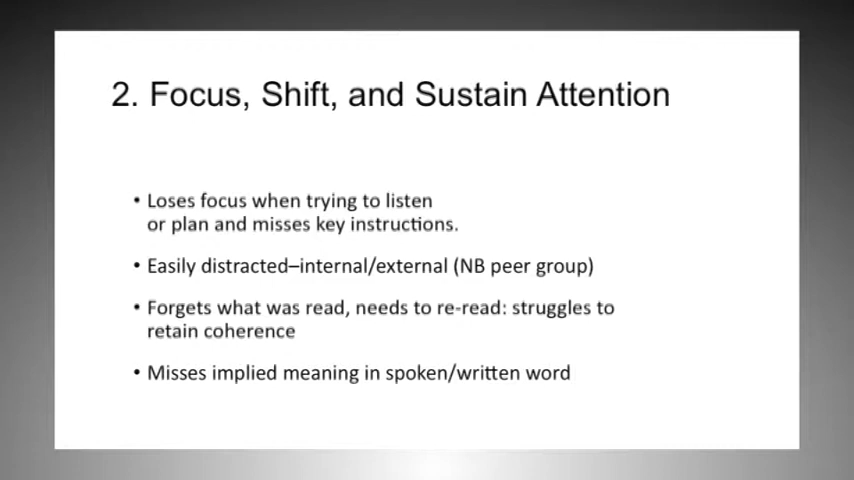 2. Focus, Shift, and Sustain Attention
• Loses focus when trying to listen
or plan and misses key instructions.
• Easily distracted–internal/external (NB peer group)
• Forgets what was read, needs to re-read: struggles to
retain coherence
• Misses implied meaning in spoken/written word